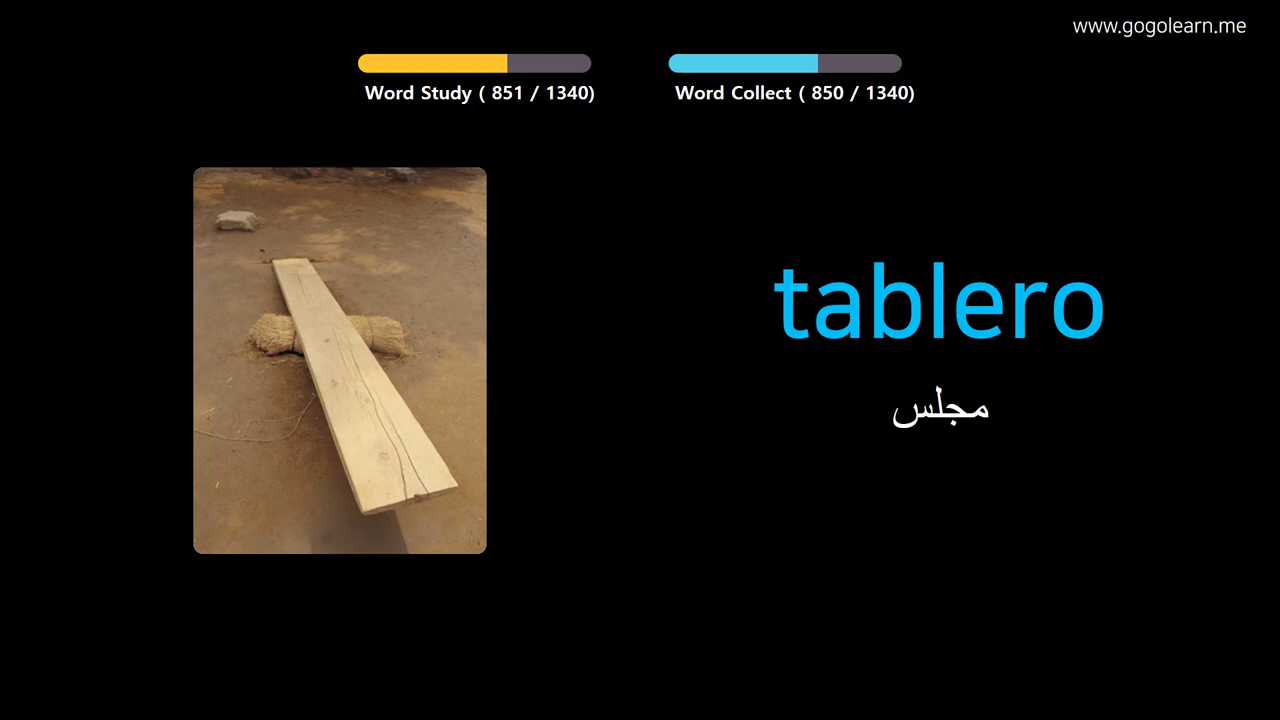 www.gogolearn.me
Word Study ( 851 / 1340)
Word Collect ( 850 / 1340)
tablero
مجلس